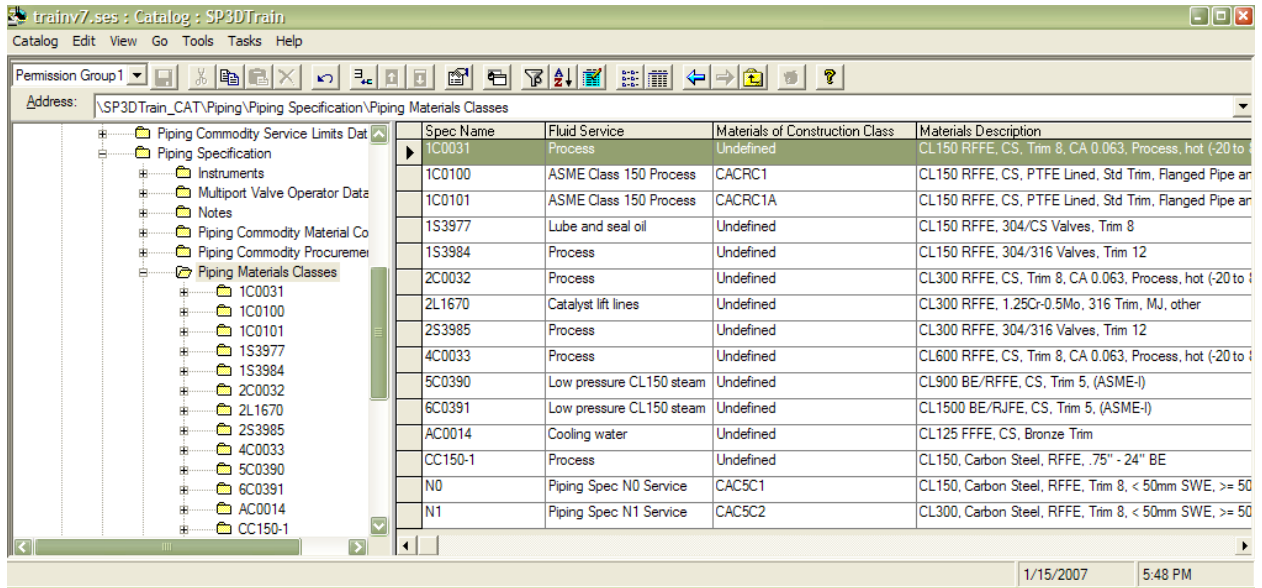 trainv7.ses : Catalog : SP3DTrain
Catalog Edit View Go Tools Tasks Help
Permission Group1
Address: \SP3DTrain_CAT\Piping\Piping Specification\Piping Materials Classes
Piping Commodity Service Limits Dat
Piping Specification
Instruments
Multiport Valve Operator Data
Notes
Piping Commodity Material Co
Piping Commodity Procuremen
Piping Materials Classes
1C0031
1C0100
1C0101
1S3977
1S3984
2C0032
2L1670
2S3985
4C0033
5C0390
6C0391
AC0014
CC150-1
Spec Name Fluid Service Materials of Construction Class Materials Description
1C0031 Process Undefined CL150 RFFE, CS, Trim 8, CA 0.063, Process, hot (-20 to
1C0100 ASME Class 150 Process CACRC1 CL150 RFFE, CS, PTFE Lined, Std Trim, Flanged Pipe an
1C0101 ASME Class 150 Process CACRC1A CL150 RFFE, CS, PTFE Lined, Std Trim, Flanged Pipe an
1S3977 Lube and seal oil Undefined CL150 RFFE, 304/CS Valves, Trim 8
1S3984 Process Undefined CL150 RFFE, 304/316 Valves, Trim 12
2C0032 Process Undefined CL300 RFFE, CS, Trim 8, CA 0.063, Process, hot (-20 to
2L1670 Catalyst lift lines Undefined CL300 RFFE, 1.25Cr-0.5Mo, 316 Trim, MJ, other
2S3985 Process Undefined CL300 RFFE, 304/316 Valves, Trim 12
4C0033 Process Undefined CL600 RFFE, CS, Trim 8, CA 0.063, Process, hot (-20 to
5C0390 Low pressure CL150 steam Undefined CL900 BE/RFFE, CS, Trim 5, (ASME-I)
6C0391 Low pressure CL150 steam Undefined CL1500 BE/RJFE, CS, Trim 5, (ASME-I)
AC0014 Cooling water Undefined CL125 FFFE, CS, Bronze Trim
CC150-1 Process Undefined CL150, Carbon Steel, RFFE, .75" - 24" BE
N0 Piping Spec N0 Service CAC5C1 CL150, Carbon Steel, RFFE, Trim 8, < 50mm SWE, >= 50
N1 Piping Spec N1 Service CAC5C2 CL300, Carbon Steel, RFFE, Trim 8, < 50mm SWE, >= 50
1/15/2007 5:48 PM